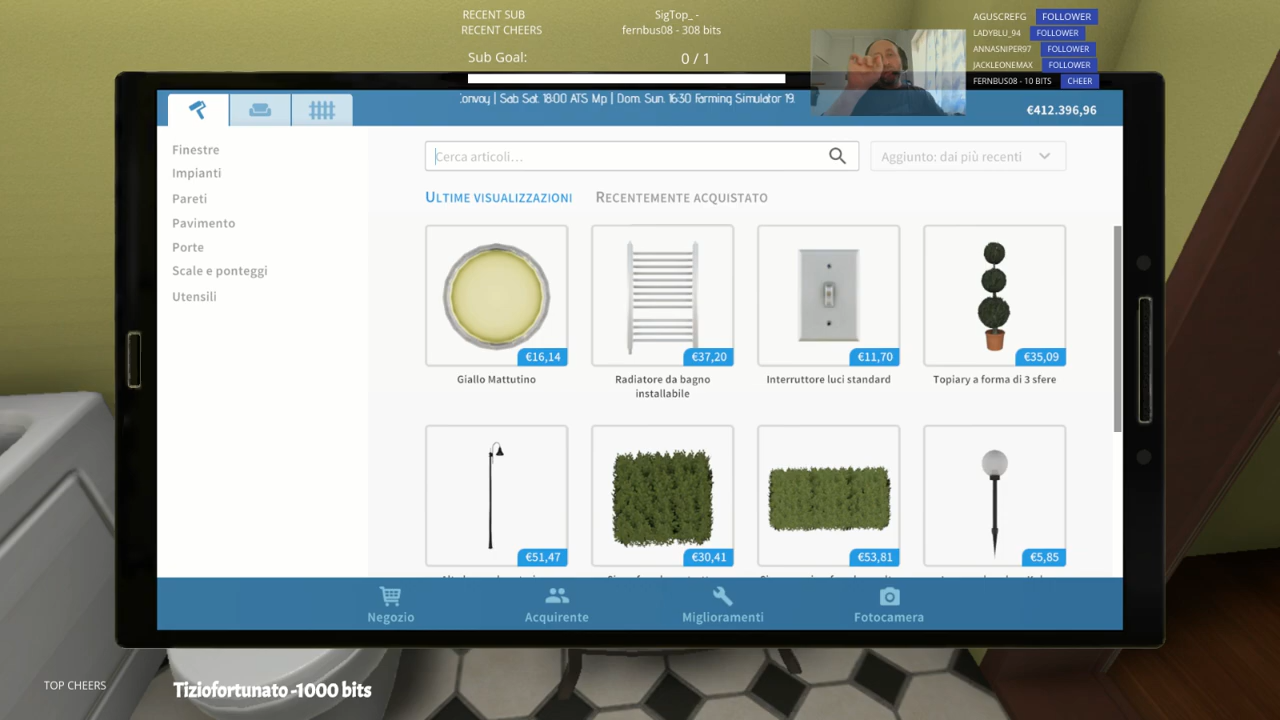 RECENT SUB
SigTop_ -
RECENT CHEERS
fernbus08 - 308 bits
Sub Goal:
0 / 1
AGUSCREFG FOLLOWER
LADYBLU_94 FOLLOWER
ANNASNIPER97 FOLLOWER
JACKLEONEMAX FOLLOWER
FERNBUS08 - 10 BITS CHEER
onvoy | Sab Sat. 18:00 ATS Mp | Dom. Sun. 16:30 Farming Simulator 19.
€412.396,96
Finestre
Impianti
Pareti
Pavimento
Porte
Scale e ponteggi
Utensili
Cerca articoli...
Aggiunto: dai più recenti
ULTIME VISUALIZZAZIONI
RECENTEMENTE ACQUISTATO
€16,14
Giallo Mattutino
€37,20
Radiatore da bagno
installabile
€11,70
Interruttore luci standard
€35,09
Topiary a forma di 3 sfere
€51,47
€30,41
€53,81
€5,85
Negozio
Acquirente
Miglioramenti
Fotocamera
TOP CHEERS
Tiziofortunato -1000 bits